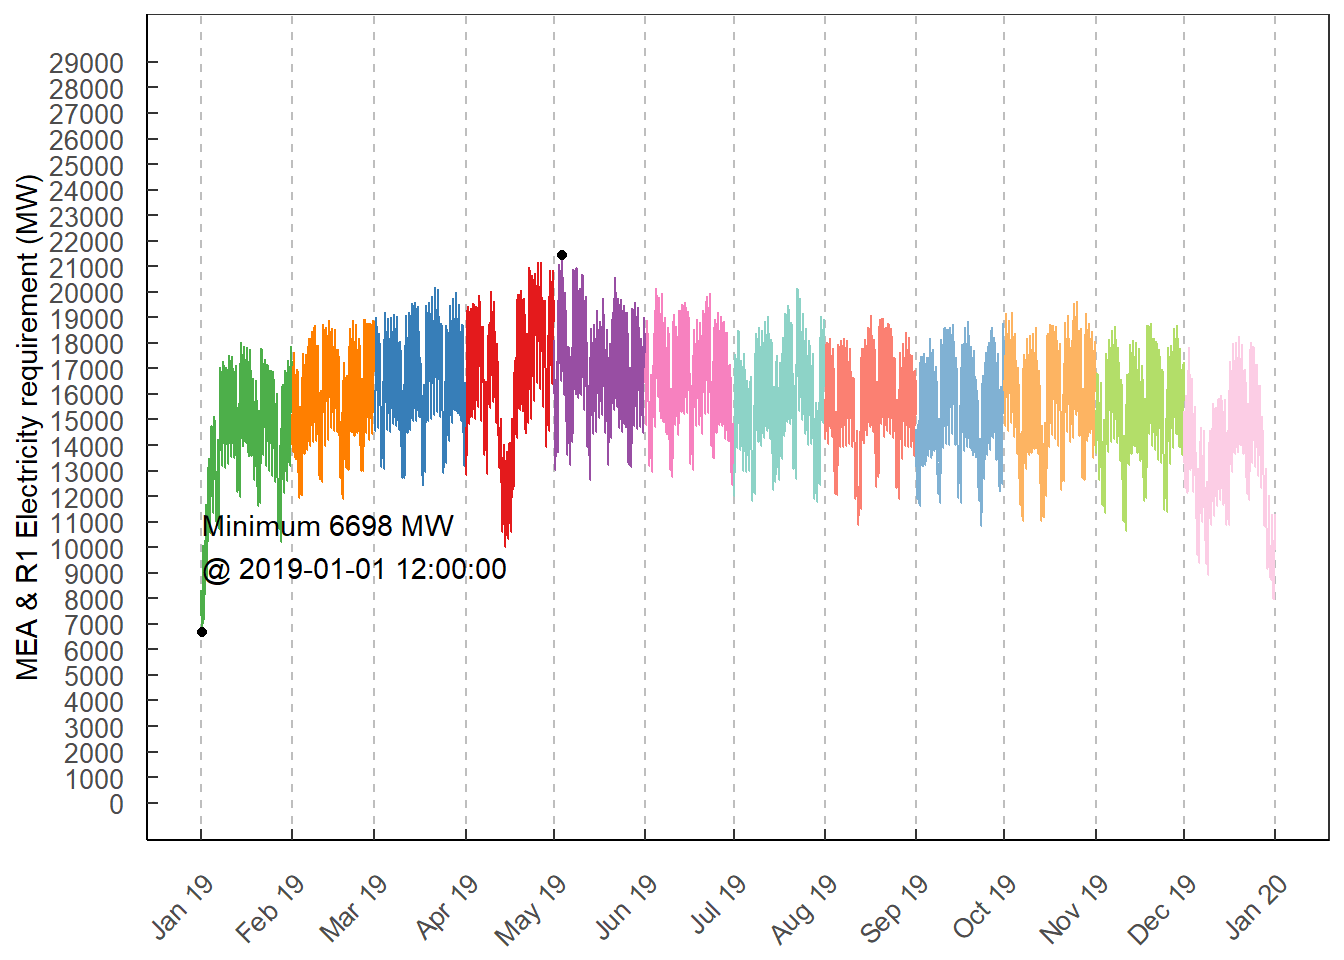 MEA & R1 Electricity requirement (MW)
29000
28000
27000
26000
25000
24000
23000
22000
21000
20000
19000
18000
17000
16000
15000
14000
13000
12000
11000
10000
9000
8000
7000
6000
5000
4000
3000
2000
1000
0
Minimum 6698 MW
@ 2019-01-01 12:00:00
Jan 19
Feb 19
Mar 19
Apr 19
May 19
Jun 19
Jul 19
Aug 19
Sep 19
Oct 19
Nov 19
Dec 19
Jan 20